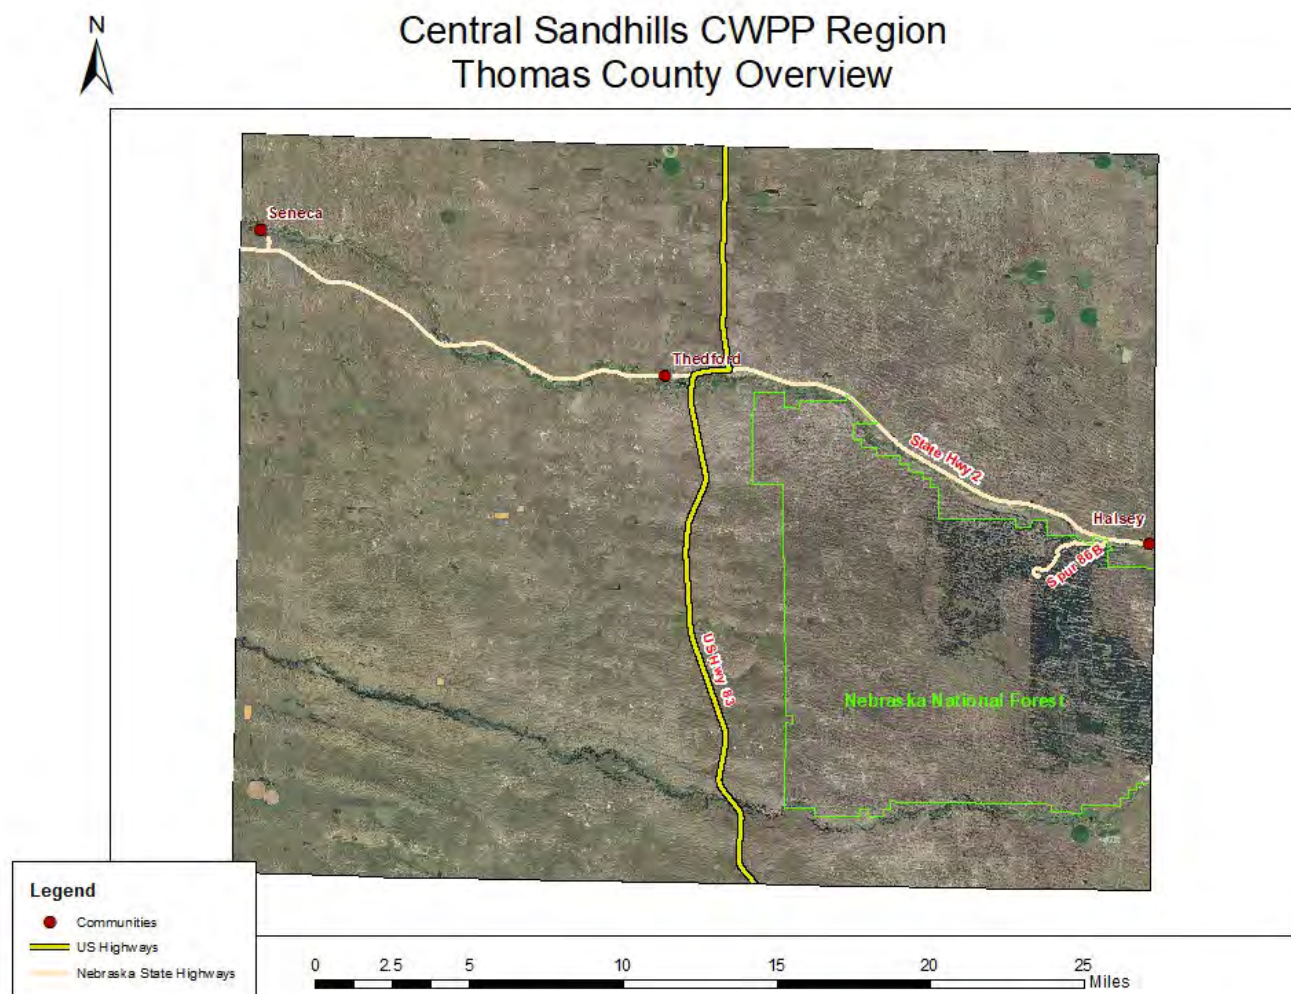 Central Sandhills CWPP Region
Thomas County Overview
N
Seneca
Thedford
State Hwy 2
Halsey
Spur 86B
US Hwy 83
Nebraska National Forest
Legend
Communities
US Highways
Nebraska State Highways
0 2.5 5 10 15 20 25
Miles